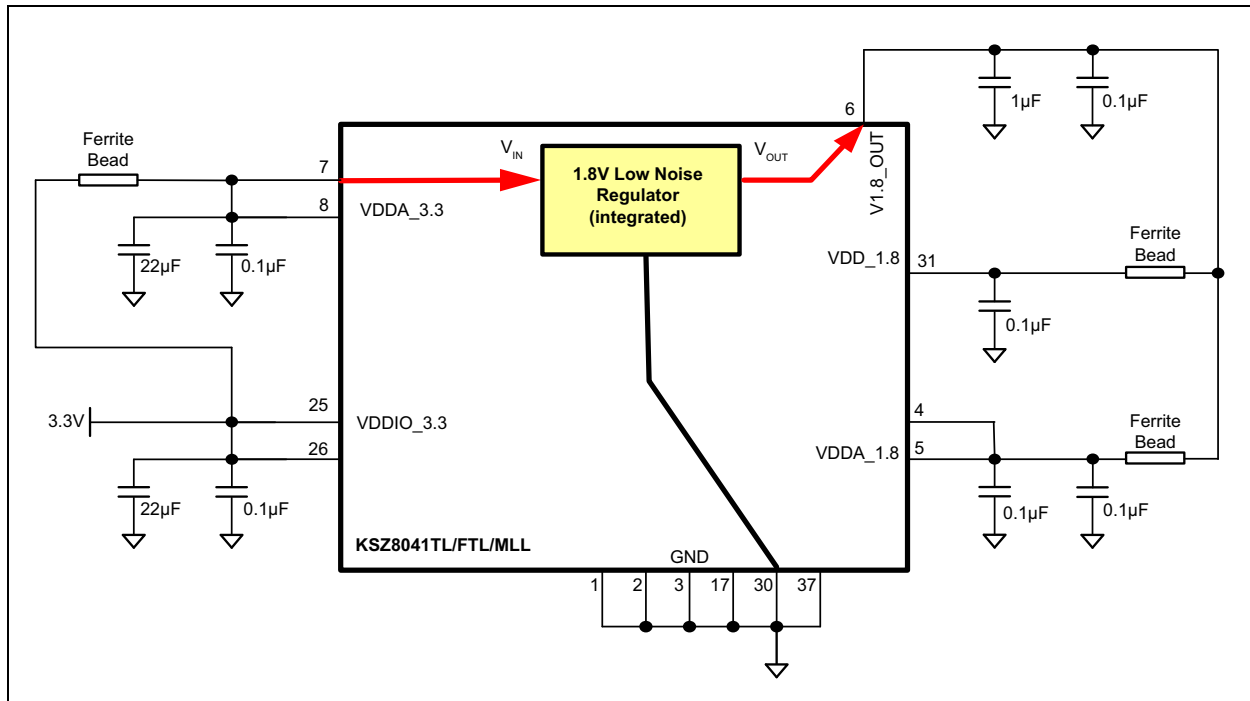 6
1µF
0.1µF
Ferrite
Bead
7
V_IN
1.8V Low Noise
Regulator
(integrated)
V_OUT
V1.8_OUT
8
VDDA_3.3
22µF
0.1µF
VDD_1.8
31
Ferrite
Bead
0.1µF
3.3V
25
VDDIO_3.3
26
22µF
0.1µF
4
VDDA_1.8
5
Ferrite
Bead
0.1µF
0.1µF
KSZ8041TL/FTL/MLL
GND
1
2
3
17
30
37